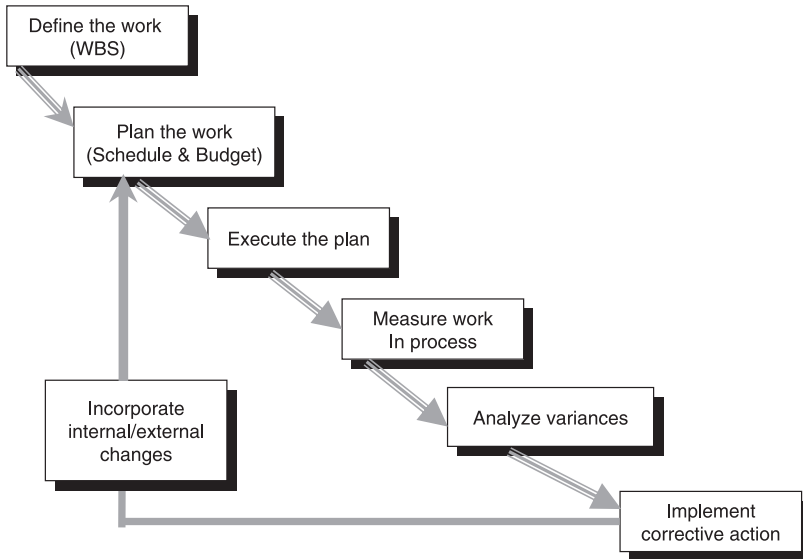 Define the work
(WBS)
Plan the work
(Schedule & Budget)
Execute the plan
Measure work
In process
Analyze variances
Implement
corrective action
Incorporate
internal/external
changes